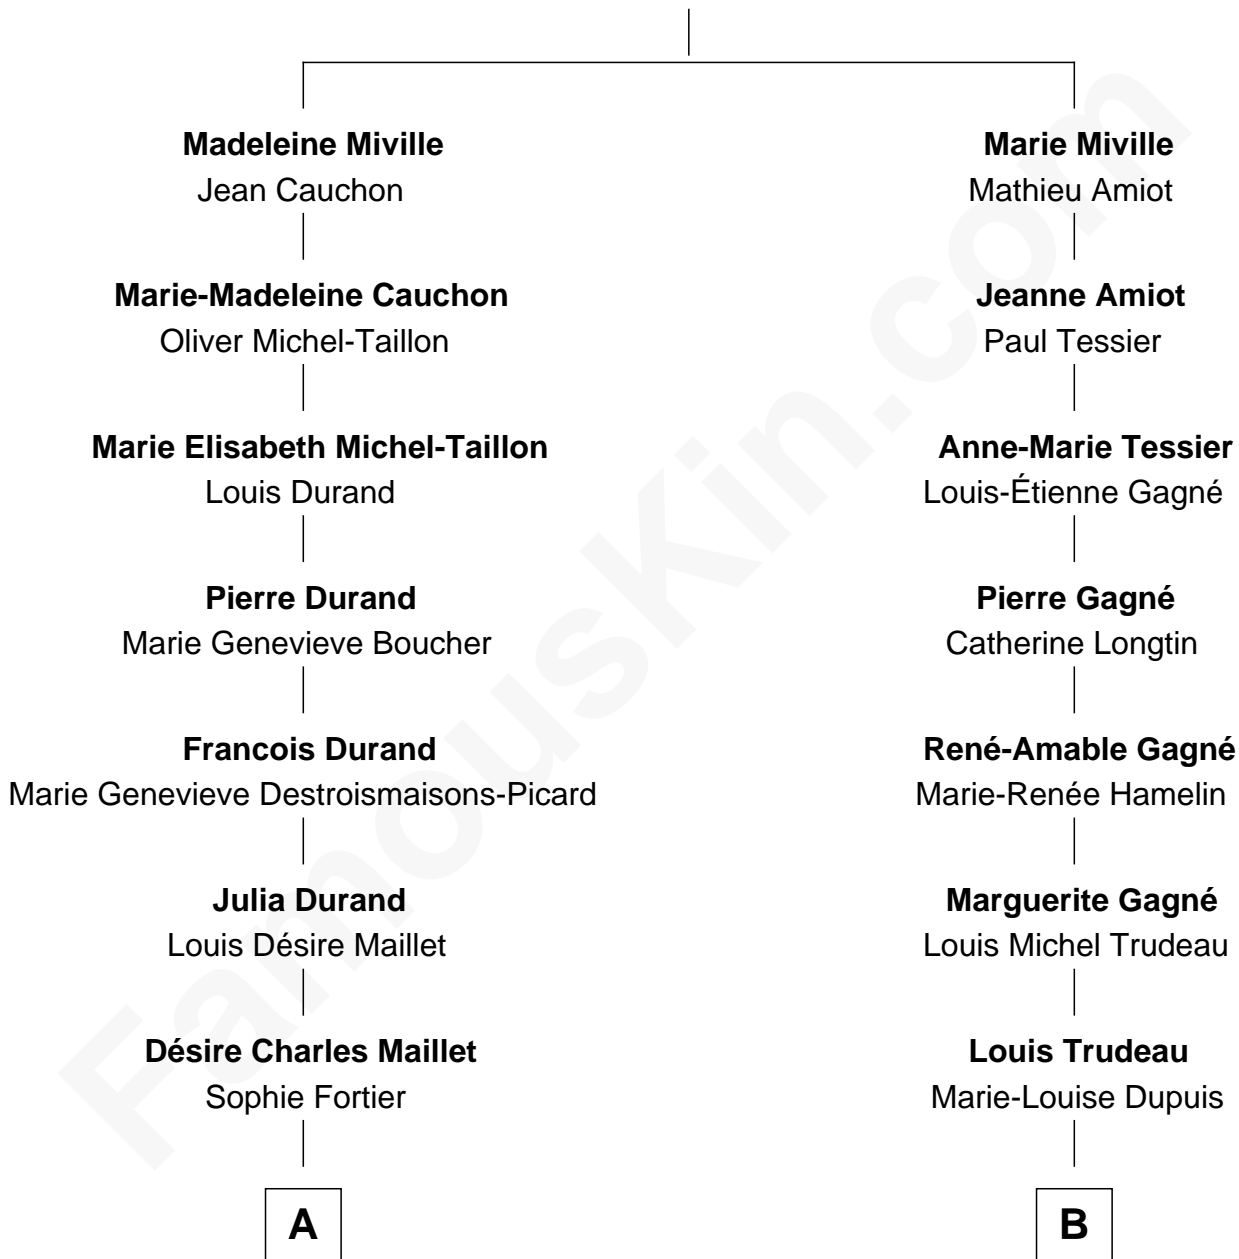 Madeleine Miville
Jean Cauchon
Marie-Madeleine Cauchon
Oliver Michel-Taillon
Marie Elisabeth Michel-Taillon
Louis Durand
Pierre Durand
Marie Genevieve Boucher
Francois Durand
Marie Genevieve Destroismaisons-Picard
Julia Durand
Louis Désire Maillet
Désire Charles Maillet
Sophie Fortier
A
Marie Miville
Mathieu Amiot
Jeanne Amiot
Paul Tessier
Anne-Marie Tessier
Louis-Étienne Gagné
Pierre Gagné
Catherine Longtin
René-Amable Gagné
Marie-Renée Hamelin
Marguerite Gagné
Louis Michel Trudeau
Louis Trudeau
Marie-Louise Dupuis
B
FamousKin.com